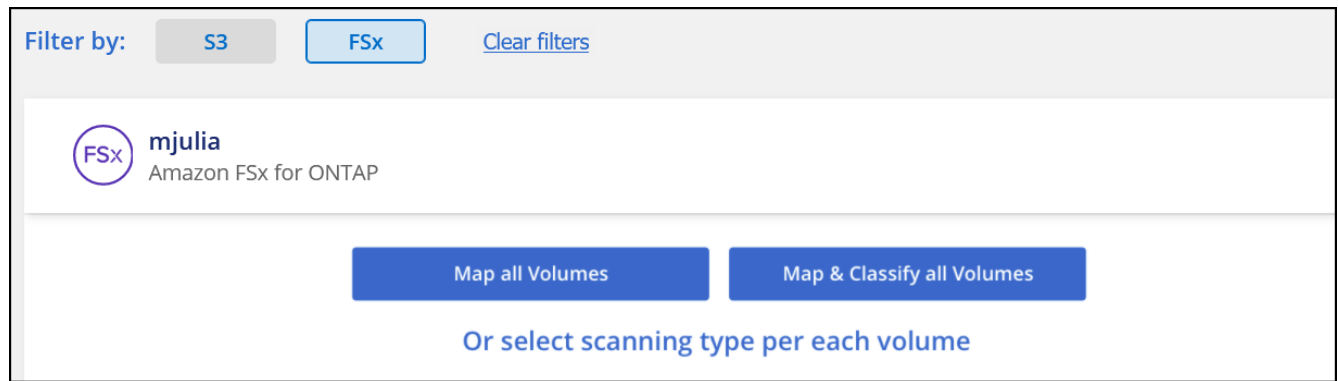 Filter by: S3 FSx Clear filters
FSx mjulia
Amazon FSx for ONTAP
Map all Volumes Map & Classify all Volumes
Or select scanning type per each volume